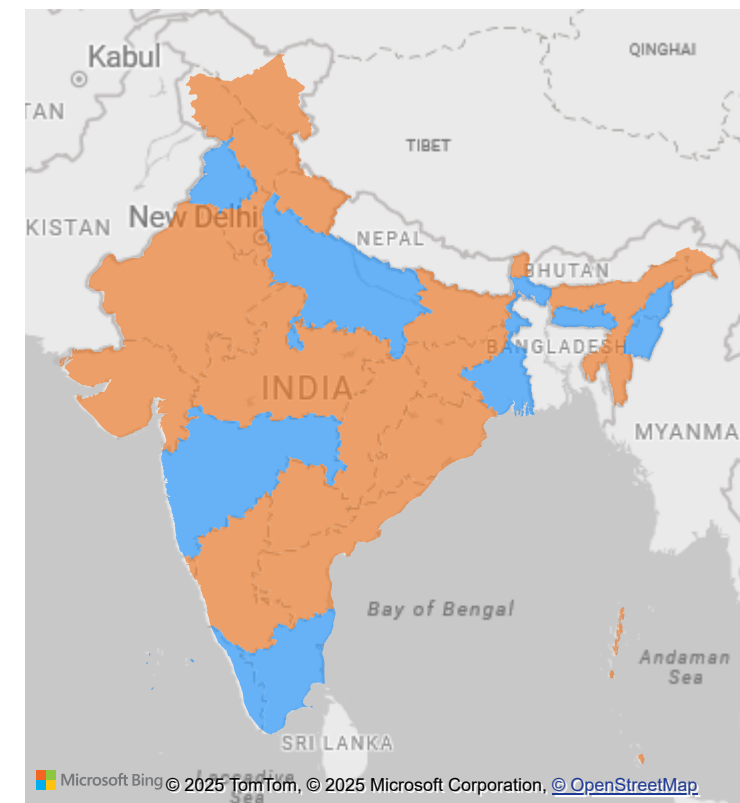 Kabul
QINGHAI
TAN
TIBET
KISTAN
New Delhi
NEPAL
BHUTAN
BANGLADESH
INDIA
MYANMA
Bay of Bengal
Andaman
Sea
SRI LANKA
Laccadive
Sea
Microsoft Bing
© 2025 TomTom, © 2025 Microsoft Corporation, © OpenStreetMap